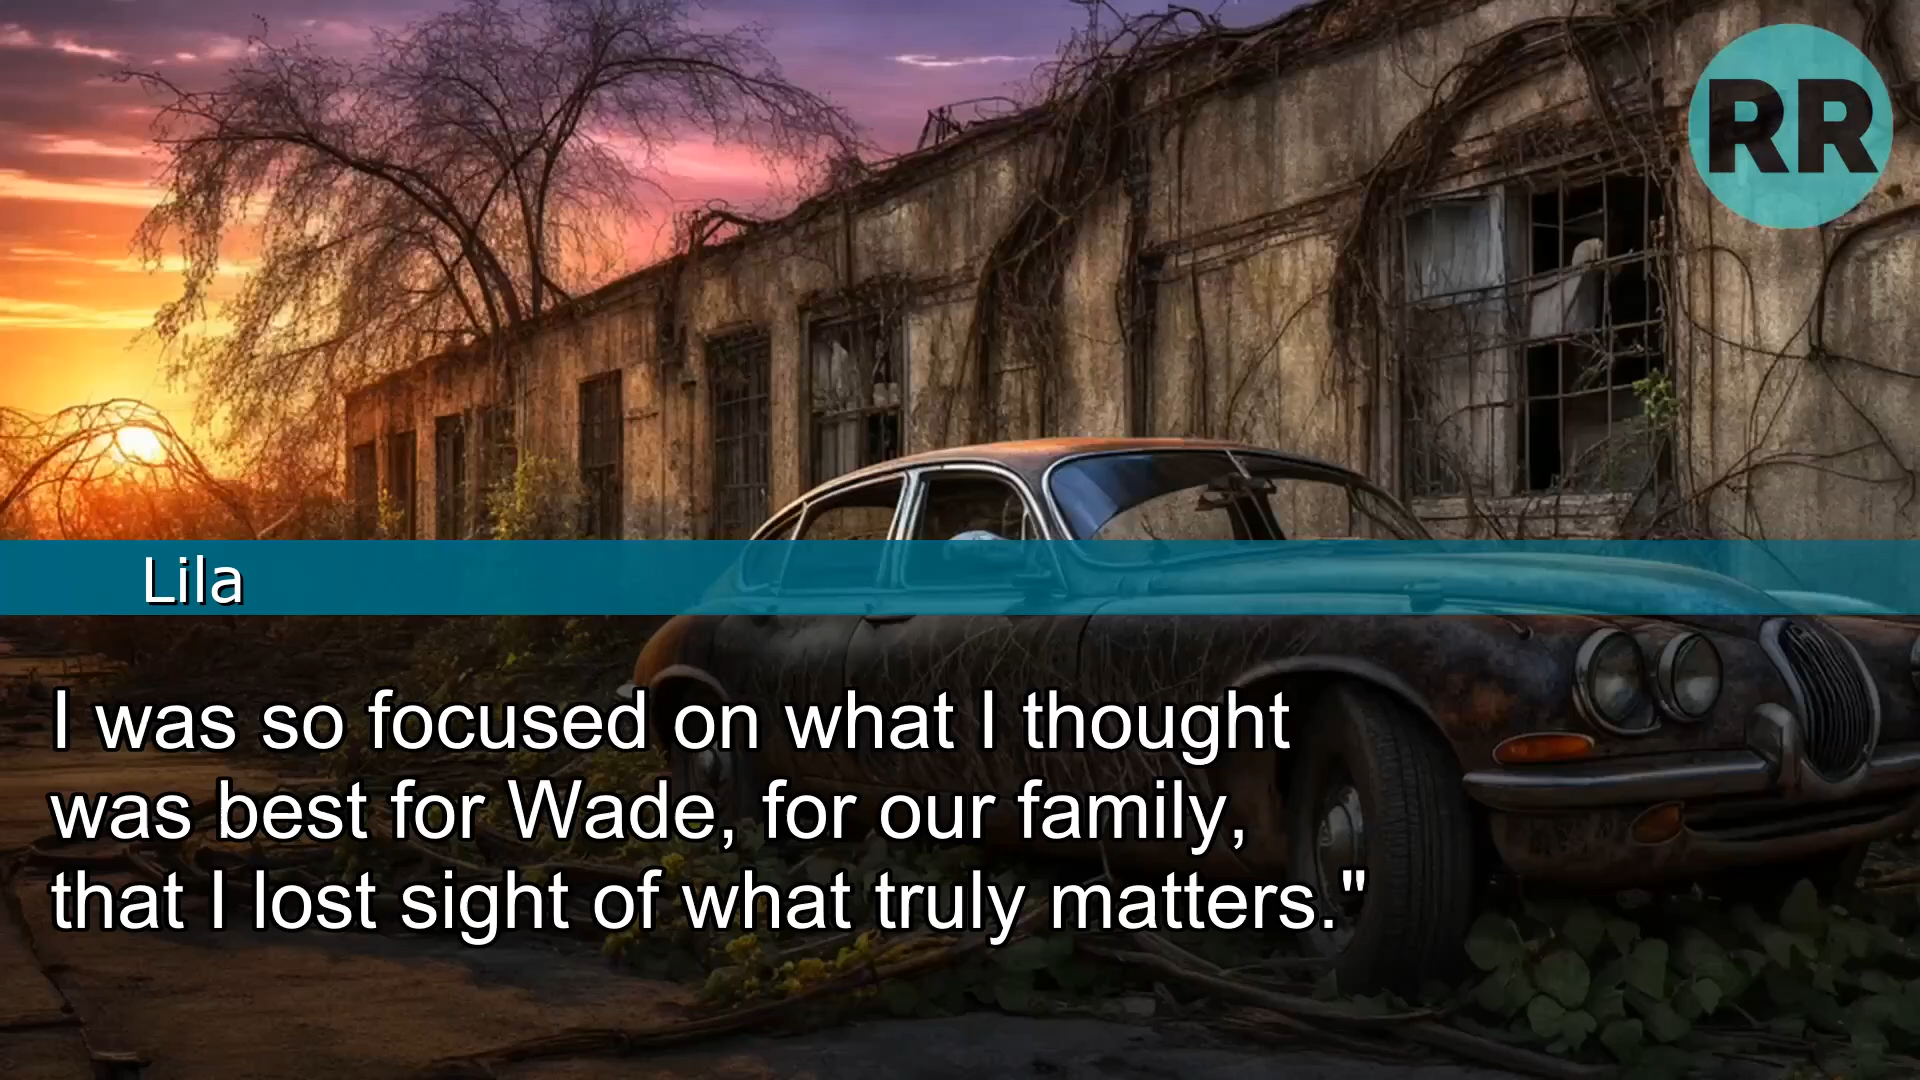 RR
Lila
I was so focused on what I thought
was best for Wade, for our family,
that I lost sight of what truly matters."